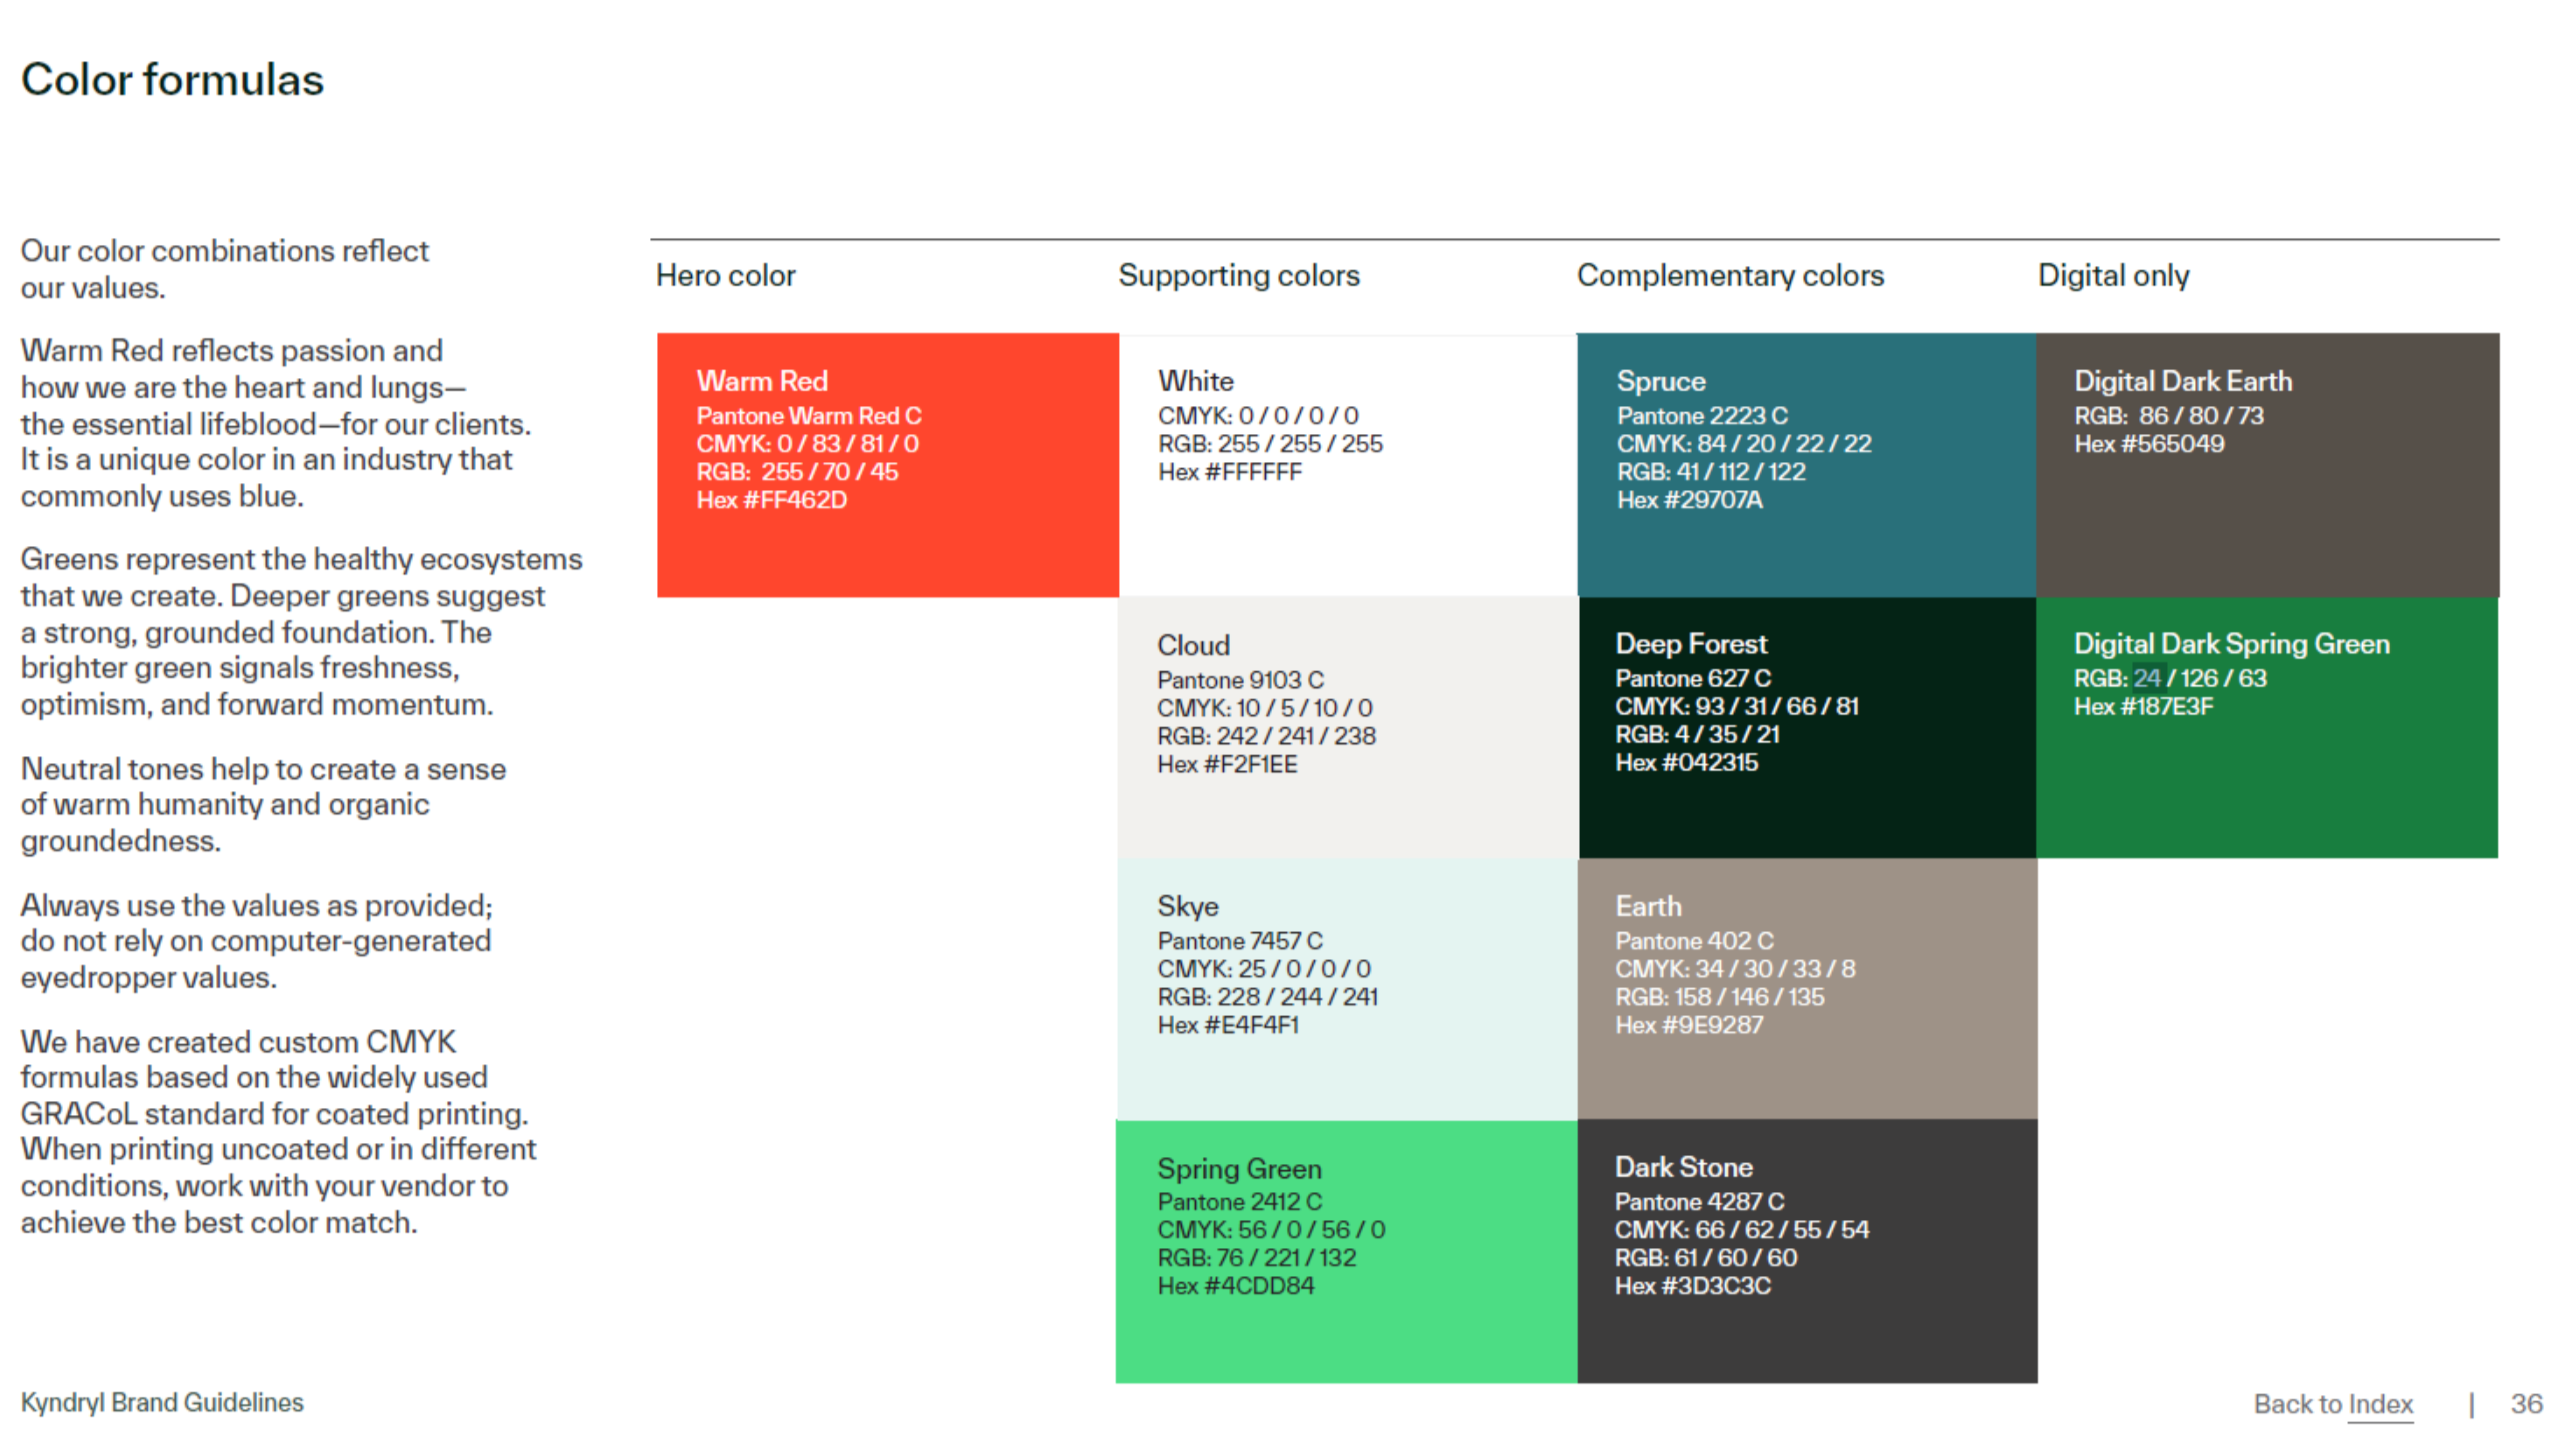 Color formulas
Our color combinations reflect
our values.
Warm Red reflects passion and
how we are the heart and lungs—
the essential lifeblood—for our clients.
It is a unique color in an industry that
commonly uses blue.
Greens represent the healthy ecosystems
that we create. Deeper greens suggest
a strong, grounded foundation. The
brighter green signals freshness,
optimism, and forward momentum.
Neutral tones help to create a sense
of warm humanity and organic
groundedness.
Always use the values as provided;
do not rely on computer-generated
eyedropper values.
We have created custom CMYK
formulas based on the widely used
GRACoL standard for coated printing.
When printing uncoated or in different
conditions, work with your vendor to
achieve the best color match.
Hero color
Warm Red
Pantone Warm Red C
CMYK: 0 / 83 / 81 / 0
RGB: 255 / 70 / 45
Hex #FF462D
Supporting colors
White
CMYK: 0 / 0 / 0 / 0
RGB: 255 / 255 / 255
Hex #FFFFFF
Cloud
Pantone 9103 C
CMYK: 10 / 5 / 10 / 0
RGB: 242 / 241 / 238
Hex #F2F1EE
Skye
Pantone 7457 C
CMYK: 25 / 0 / 0 / 0
RGB: 228 / 244 / 241
Hex #E4F4F1
Spring Green
Pantone 2412 C
CMYK: 56 / 0 / 56 / 0
RGB: 76 / 221 / 132
Hex #4CDD84
Complementary colors
Spruce
Pantone 2223 C
CMYK: 84 / 20 / 22 / 22
RGB: 41 / 112 / 122
Hex #29707A
Deep Forest
Pantone 627 C
CMYK: 93 / 31 / 66 / 81
RGB: 4 / 35 / 21
Hex #042315
Earth
Pantone 402 C
CMYK: 34 / 30 / 33 / 8
RGB: 158 / 146 / 135
Hex #9E9287
Dark Stone
Pantone 4287 C
CMYK: 66 / 62 / 55 / 54
RGB: 61 / 60 / 60
Hex #3D3C3C
Digital only
Digital Dark Earth
RGB: 86 / 80 / 73
Hex #565049
Digital Dark Spring Green
RGB: 24 / 126 / 63
Hex #187E3F
Kyndryl Brand Guidelines
Back to Index | 36